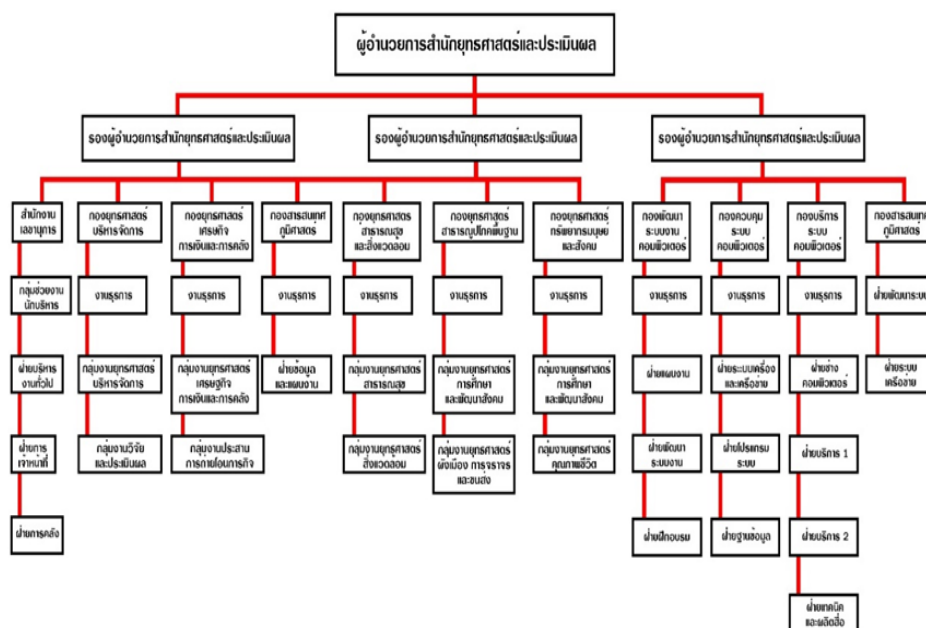 ผู้อำนวยการสำนักยุทธศาสตร์และประเมินผล
รองผู้อำนวยการสำนักยุทธศาสตร์และประเมินผล
รองผู้อำนวยการสำนักยุทธศาสตร์และประเมินผล
รองผู้อำนวยการสำนักยุทธศาสตร์และประเมินผล
สำนักงาน
เลขานุการ
กองยุทธศาสตร์
บริหารจัดการ
กองยุทธศาสตร์
เศรษฐกิจ
การเงินและการคลัง
กองสารสนเทศ
ภูมิศาสตร์
กองยุทธศาสตร์
สาธารณสุข
และสิ่งแวดลอม
กองยุทธศาสตร์
สาธารณูปโภคพื้นฐาน
กองยุทธศาสตร์
ทรัพยากรมนุษย์
และสังคม
กองพัฒนา
ระบบงาน
คอมพิวเตอร์
กองควบคุม
ระบบ
คอมพิวเตอร์
กองบริการ
ระบบ
คอมพิวเตอร์
กองสารสนเทศ
ภูมิศาสตร์
กลุ่มช่วยงาน
นักบริหาร
งานธุรการ
งานธุรการ
งานธุรการ
งานธุรการ
งานธุรการ
งานธุรการ
งานธุรการ
งานธุรการ
งานธุรการ
ฝ่ายพัฒนาระบบ
ฝ่ายบริหาร
งานทั่วไป
กลุ่มงานยุทธศาสตร์
บริหารจัดการ
กลุ่มงานยุทธศาสตร์
เศรษฐกิจ
การเงินและการคลัง
ฝ่ายข้อมูล
และแผนงาน
กลุ่มงานยุทธศาสตร์
สาธารณสุข
กลุ่มงานยุทธศาสตร์
การศึกษา
และพัฒนาสังคม
กลุ่มงานยุทธศาสตร์
การศึกษา
และพัฒนาสังคม
ฝ่ายแผนงาน
ฝ่ายระบบเครื่อง
และเครือข่าย
ฝ่ายช่าง
คอมพิวเตอร์
ฝ่ายระบบ
เครือข่าย
ฝ่ายการ
เจ้าหน้าที่
กลุ่มงานวิจัย
และประเมินผล
กลุ่มงานประสาน
การถ่ายโอนภารกิจ
กลุ่มงานยุทธศาสตร์
สิ่งแวดลอม
กลุ่มงานยุทธศาสตร์
ผังเมือง การจราจร
และขนส่ง
กลุ่มงานยุทธศาสตร์
คุณภาพชีวิต
ฝ่ายพัฒนา
ระบบงาน
ฝ่ายโปรแกรม
ระบบ
ฝ่ายบริการ 1
ฝ่ายการคลัง
ฝ่ายฝึกอบรม
ฝ่ายฐานข้อมูล
ฝ่ายบริการ 2
ฝ่ายเทคนิค
และผลิตสื่อ